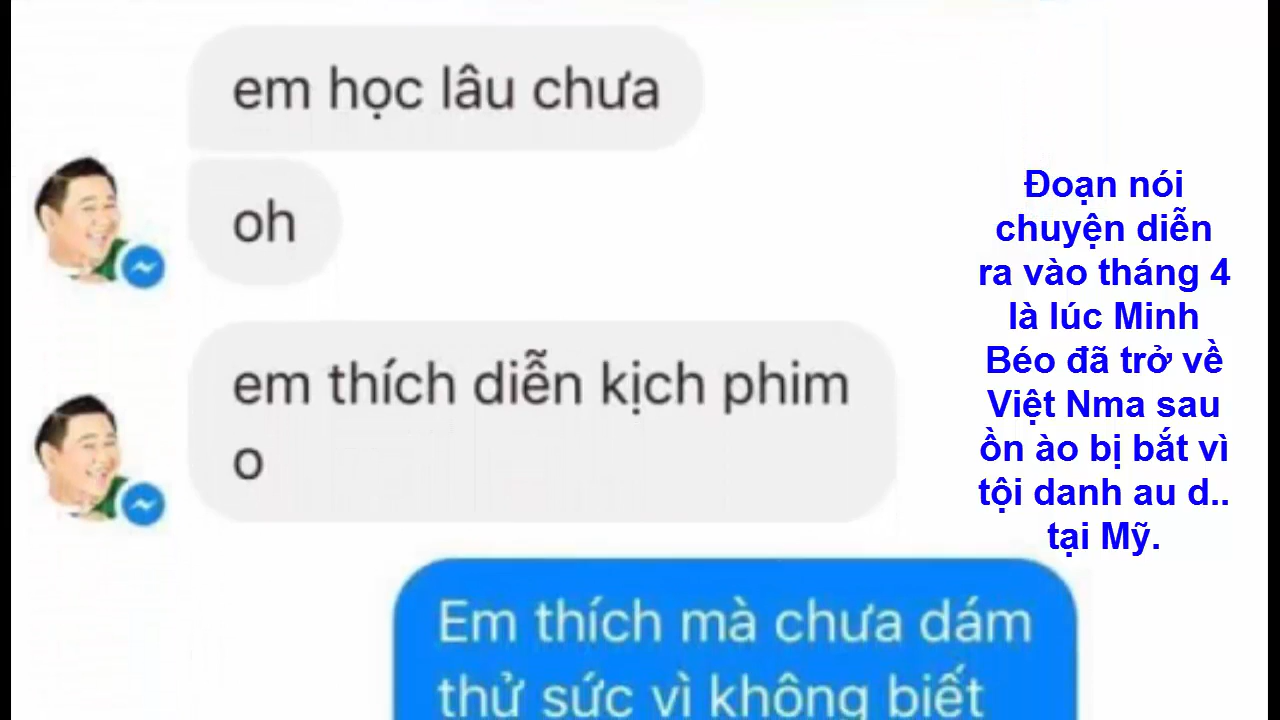 em học lâu chưa
oh
em thích diễn kịch phim
o
Em thích mà chưa dám
thử sức vì không biết
Đoạn nói
chuyện diễn
ra vào tháng 4
là lúc Minh
Béo đã trở về
Việt Nma sau
ồn ào bị bắt vì
tội danh au d..
tại Mỹ.